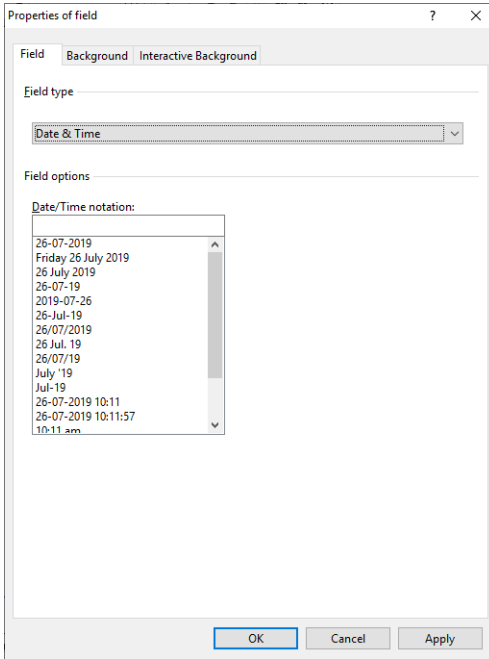 Properties of field
?
Field Background Interactive Background
Field type
Date & Time
Field options
Date/Time notation:
26-07-2019
Friday 26 July 2019
26 July 2019
26-07-19
2019-07-26
26-Jul-19
26/07/2019
26 Jul. 19
26/07/19
July '19
Jul-19
26-07-2019 10:11
26-07-2019 10:11:57
10:11 am
OK Cancel Apply